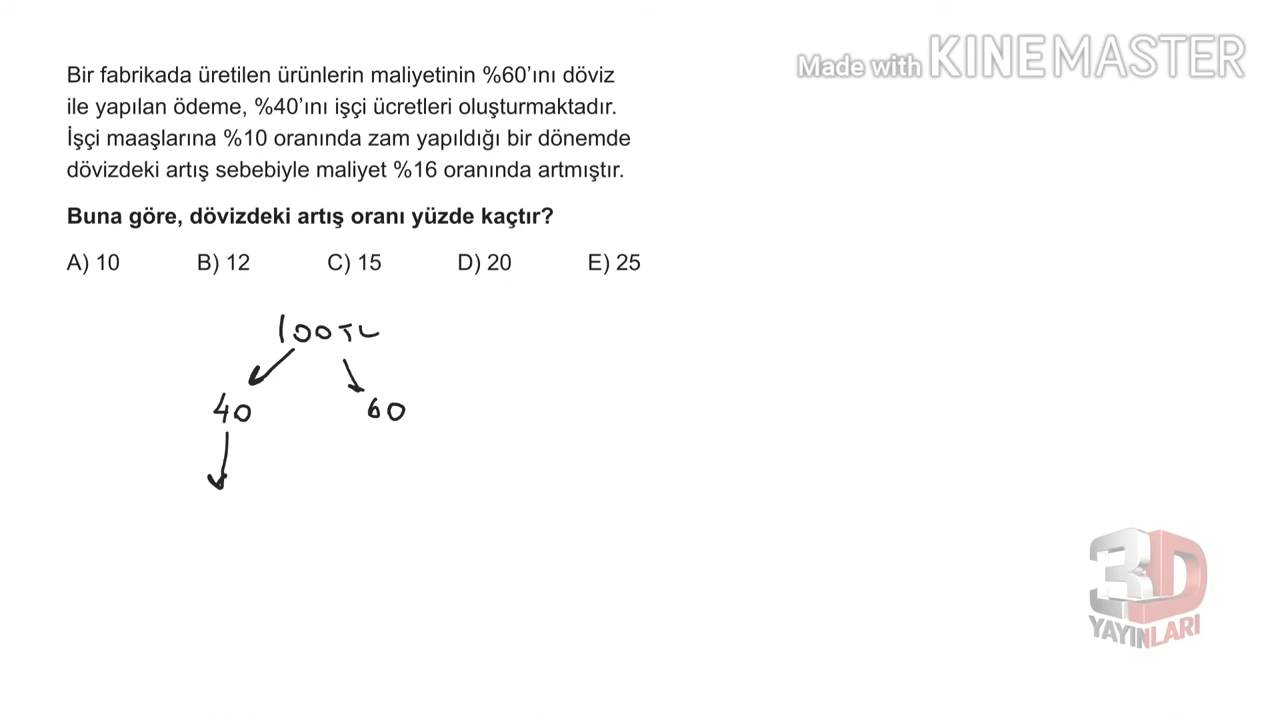 Made with KINEMASTER
Bir fabrikada üretilen ürünlerin maliyetinin %60'ını döviz
ile yapılan ödeme, %40'ını işçi ücretleri oluşturmaktadır.
İşçi maaşlarına %10 oranında zam yapıldığı bir dönemde
dövizdeki artış sebebiyle maliyet %16 oranında artmıştır.
Buna göre, dövizdeki artış oranı yüzde kaçtır?
A) 10 B) 12 C) 15 D) 20 E) 25
100 TL
40 60
3D
YAYINLARI